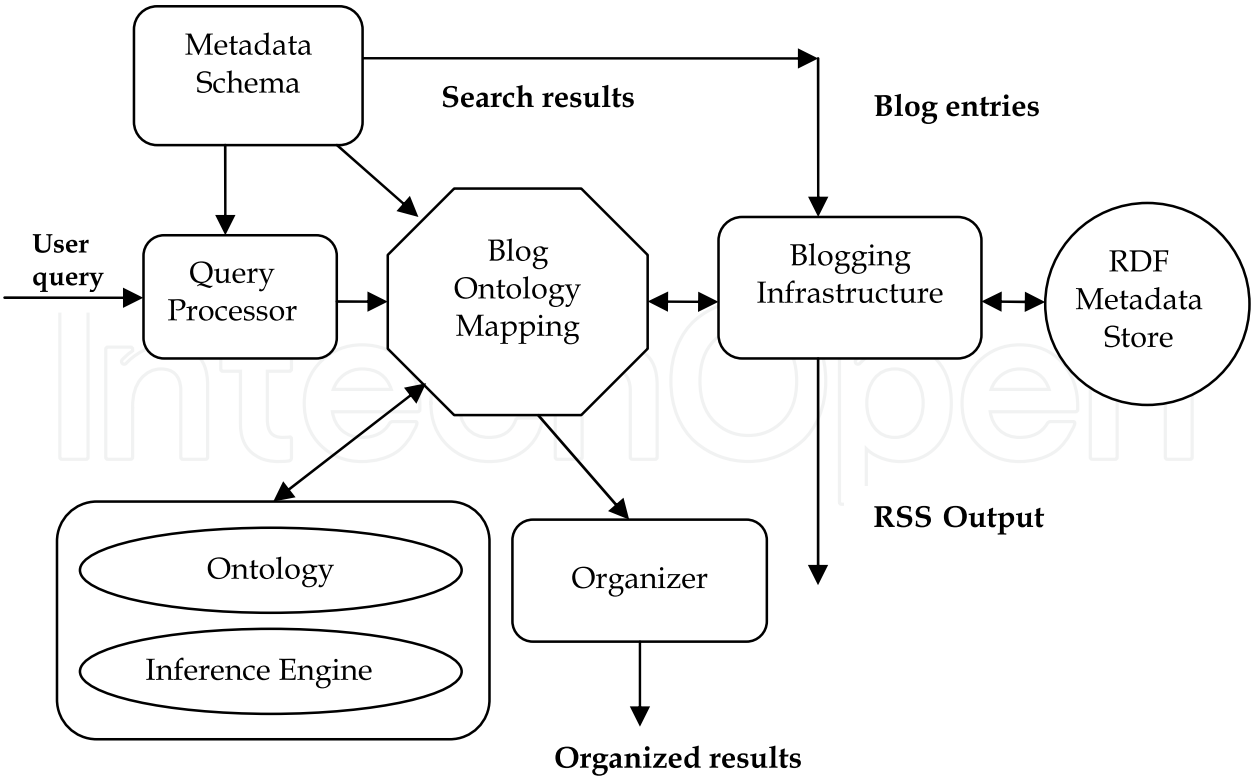 Metadata
Schema
Search results
Blog entries
User
query
Query
Processor
Blog
Ontology
Mapping
Blogging
Infrastructure
RDF
Metadata
Store
RSS Output
Ontology
Inference Engine
Organizer
Organized results
IntechOpen